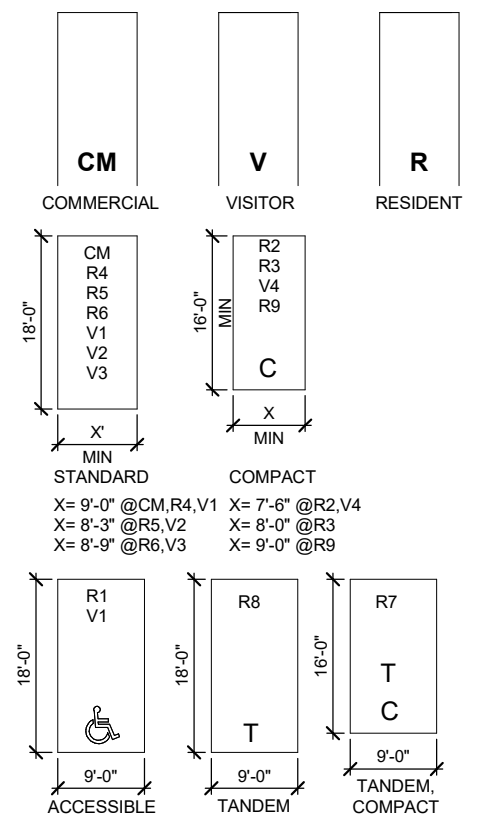 CM
V
R
COMMERCIAL
VISITOR
RESIDENT
18'-0"
CM
R4
R5
R6
V1
V2
V3
X'
MIN
STANDARD
X= 9'-0" @CM,R4,V1
X= 8'-3" @R5,V2
X= 8'-9" @R6,V3
16'-0"
MIN
R2
R3
V4
R9
C
X
MIN
COMPACT
X= 7'-6" @R2,V4
X= 8'-0" @R3
X= 9'-0" @R9
18'-0"
R1
V1
9'-0"
ACCESSIBLE
18'-0"
R8
T
9'-0"
TANDEM
16'-0"
R7
T
C
9'-0"
TANDEM,
COMPACT